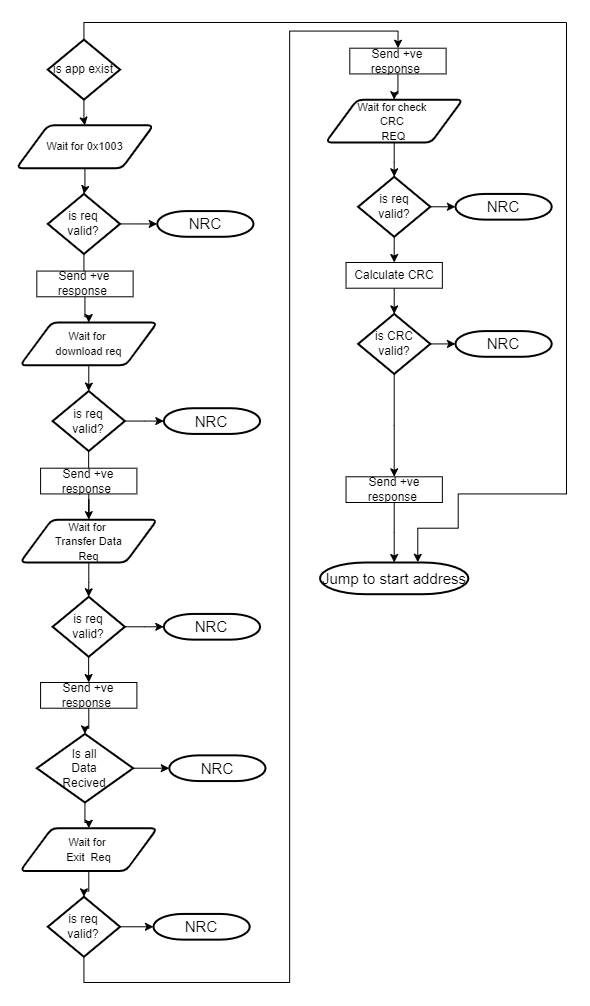 is app exist
Wait for 0x1003
is req
valid?
NRC
Send +ve
response
Wait for
download req
is req
valid?
NRC
Send +ve
response
Wait for
Transfer Data
Req
is req
valid?
NRC
Send +ve
response
Is all
Data
Recived
NRC
Wait for
Exit Req
is req
valid?
NRC
Send +ve
response
Wait for check
CRC
REQ
is req
valid?
NRC
Calculate CRC
is CRC
valid?
NRC
Send +ve
response
Jump to start address